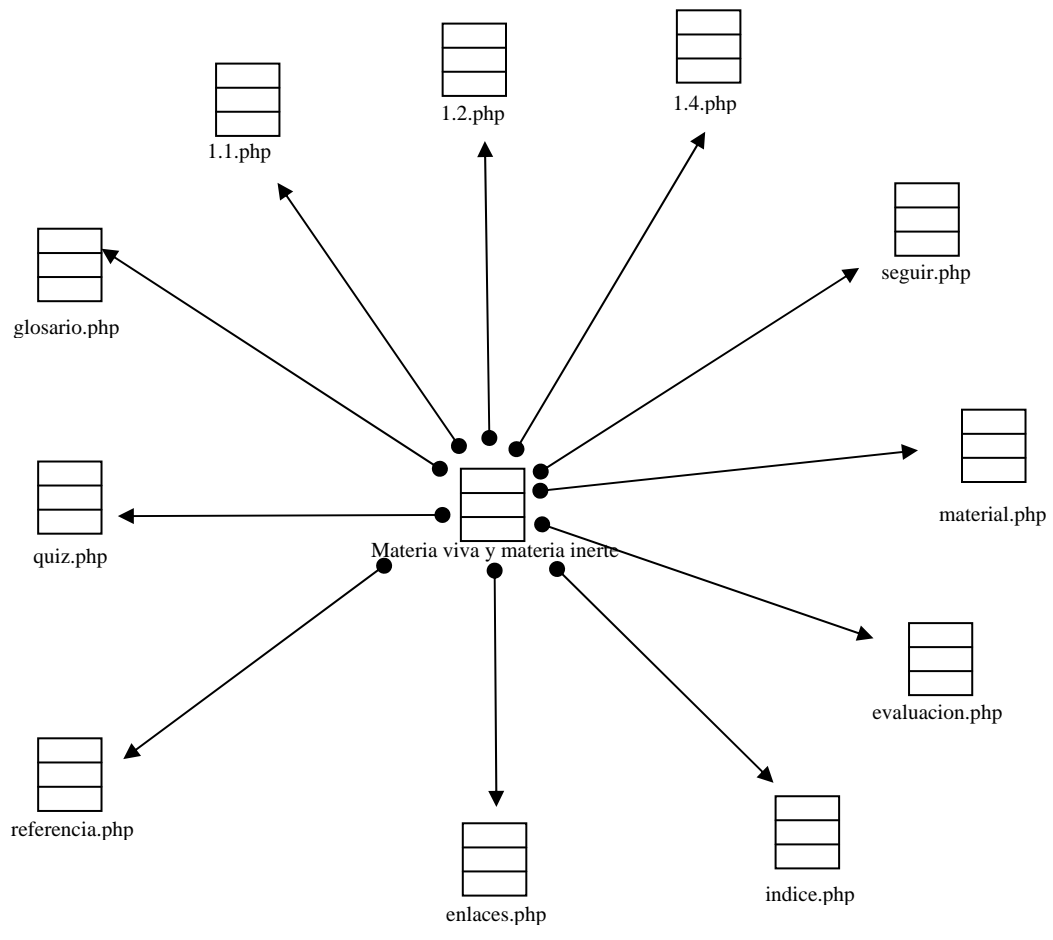 1.4.php
1.2.php
1.1.php
seguir.php
glosario.php
material.php
Materia viva y materia inerte
quiz.php
evaluacion.php
referencia.php
indice.php
enlaces.php